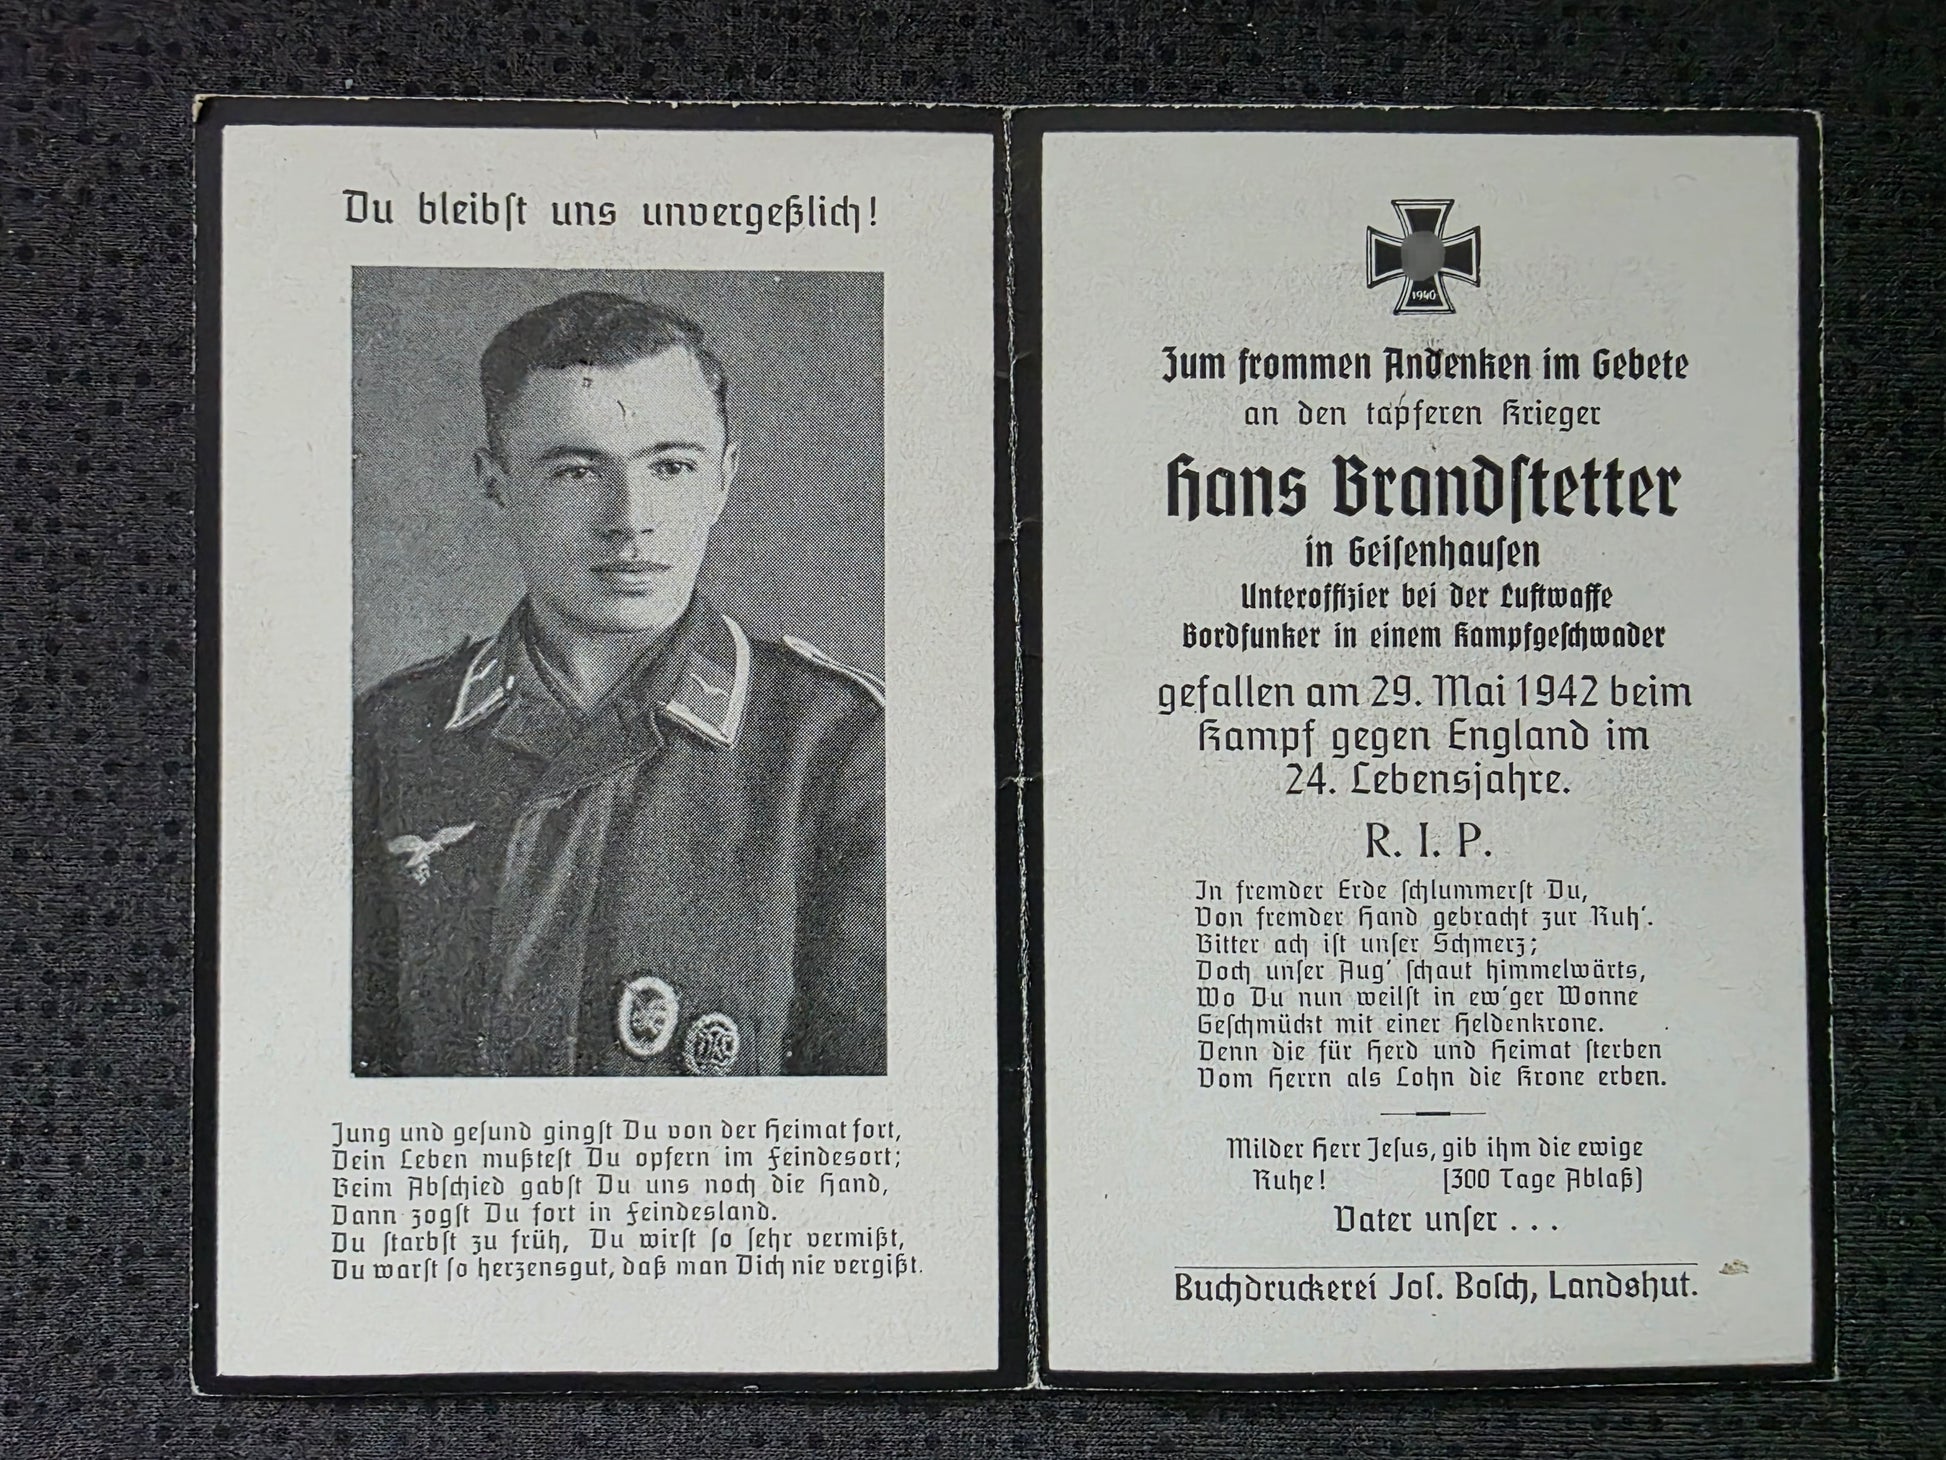 Du bleibst uns unvergeßlich!
Jung und gesund gingst Du von der Heimat fort,
Dein Leben mußtest Du opfern im Feindesort;
Beim Abschied gabst Du uns noch die Hand,
Dann zogst Du fort in Feindesland.
Du starbst zu früh, Du wirst so sehr vermißt,
Du warst so herzensgut, daß man Dich nie vergißt.
1940
Zum frommen Andenken im Gebete
an den tapferen Krieger
Hans Brandstetter
in Geisenhausen
Unteroffizier bei der Luftwaffe
Bordfunker in einem Kampfgeschwader
gefallen am 29. Mai 1942 beim
Kampf gegen England im
24. Lebensjahre.
R. I. P.
In fremder Erde schlummerst Du,
Von fremder Hand gebracht zur Ruh'.
Bitter ach ist unser Schmerz;
Doch unser Aug' schaut himmelwärts,
Wo Du nun weilst in ew'ger Wonne
Geschmückt mit einer Heldenkrone.
Denn die für Herd und Heimat sterben
Vom Herrn als Lohn die Krone erben.
Milder Herr Jesus, gib ihm die ewige
Ruhe! [300 Tage Ablaß]
Vater unser . . .
Buchdruckerei Jos. Bosch, Landshut.